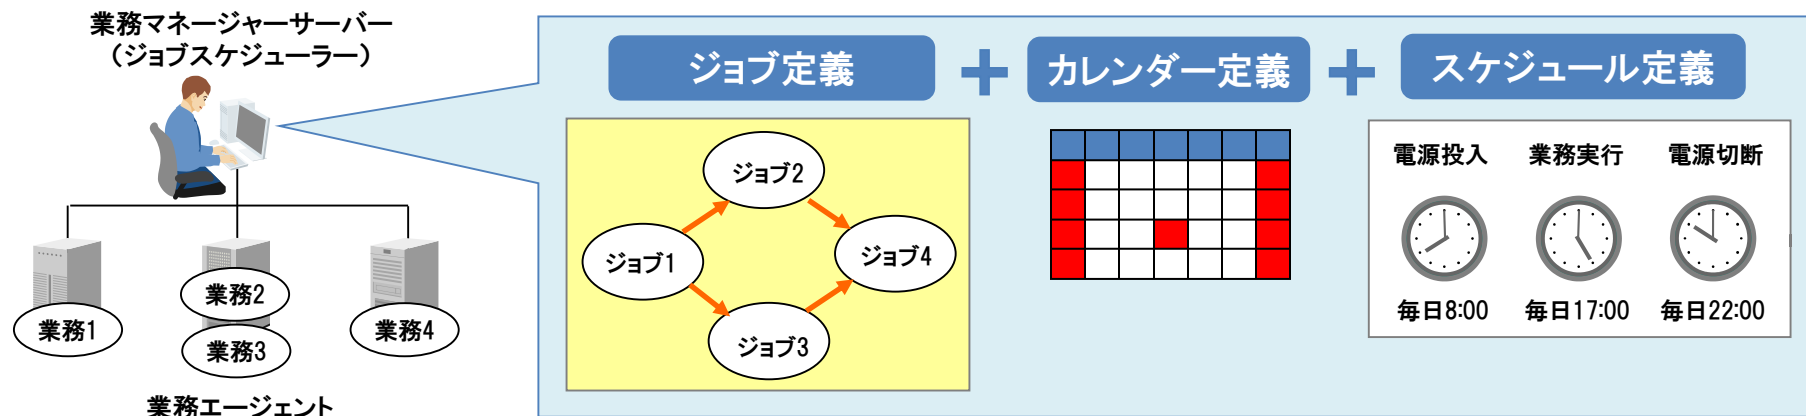 業務マネージャーサーバー
（ジョブスケジューラー）
業務1
業務2
業務3
業務4
業務エージェント
ジョブ定義
＋
カレンダー定義
＋
スケジュール定義
ジョブ1
ジョブ2
ジョブ3
ジョブ4
電源投入
業務実行
電源切断
毎日8:00
毎日17:00
毎日22:00